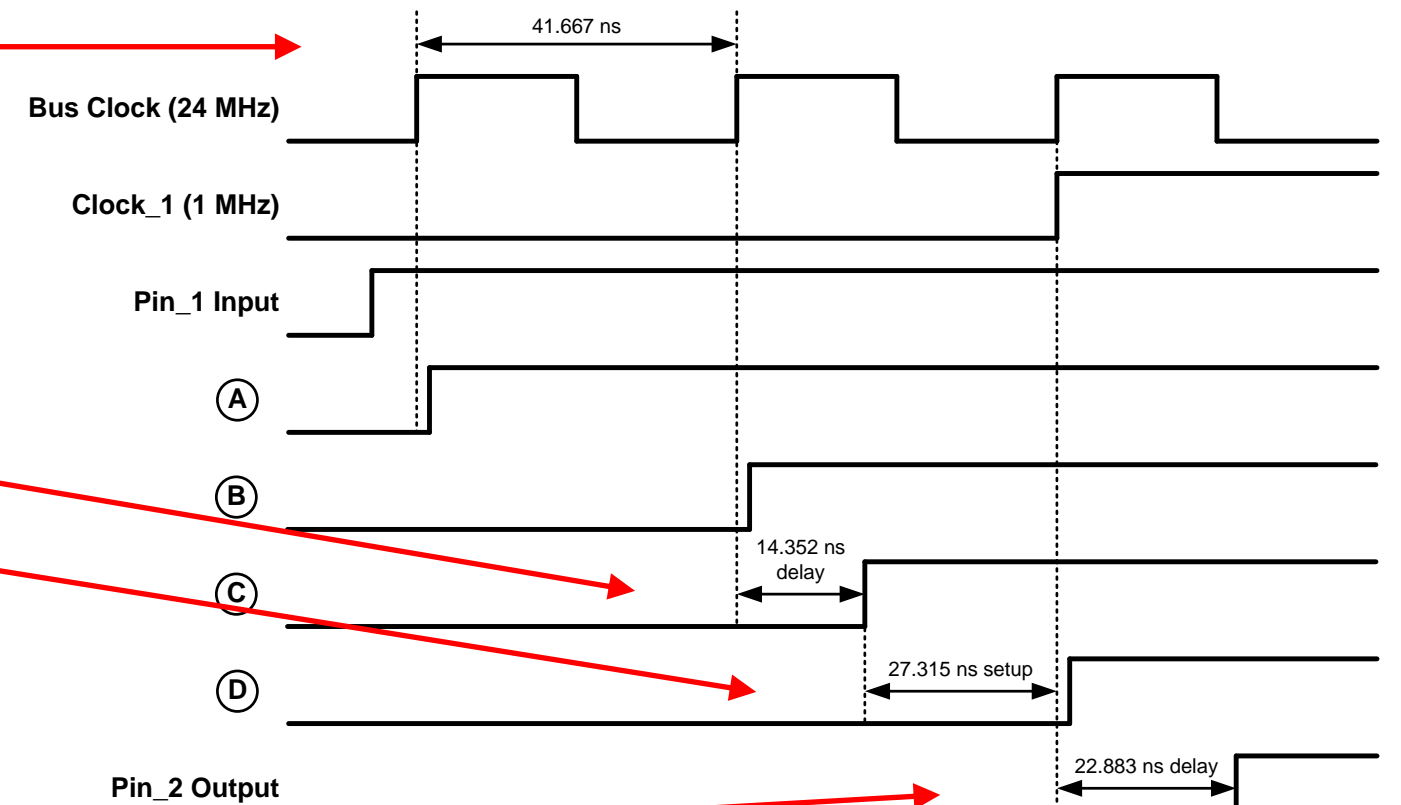 41.667 ns
Bus Clock (24 MHz)
Clock_1 (1 MHz)
Pin_1 Input
A
B
14.352 ns
delay
C
27.315 ns setup
D
22.883 ns delay
Pin_2 Output